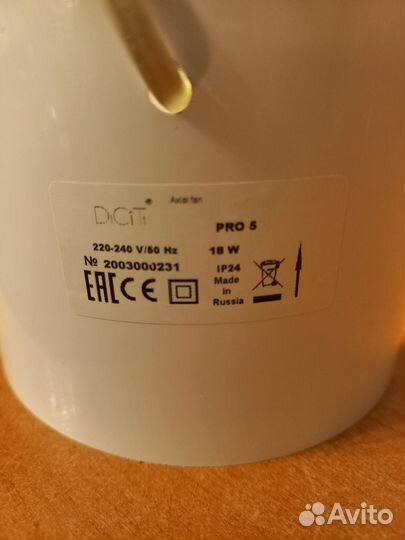 DiCiTi® Axial fan
PRO 5
220-240 V/50 Hz 18 W
№ 2003000231 IP24
EAC CE Made in Russia
Avito